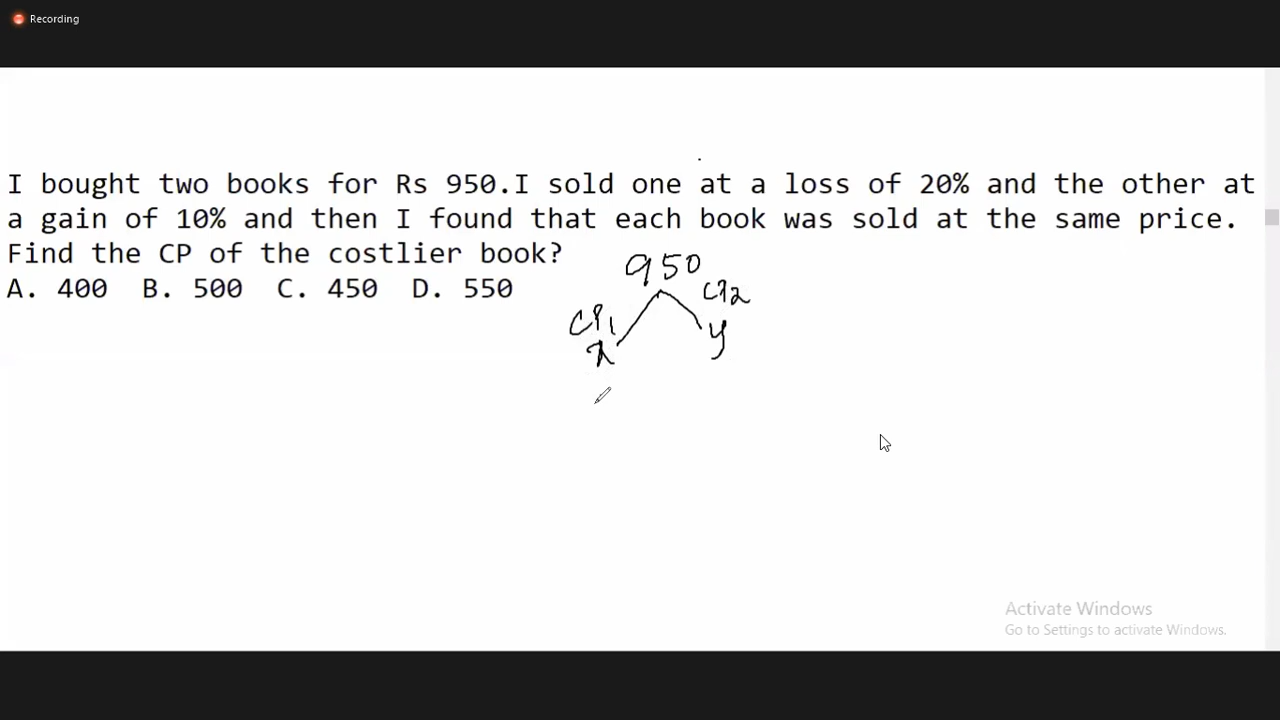 Recording
I bought two books for Rs 950.I sold one at a loss of 20% and the other at
a gain of 10% and then I found that each book was sold at the same price.
Find the CP of the costlier book?
A. 400 B. 500 C. 450 D. 550
950
CP1 CP2
x y
Activate Windows
Go to Settings to activate Windows.